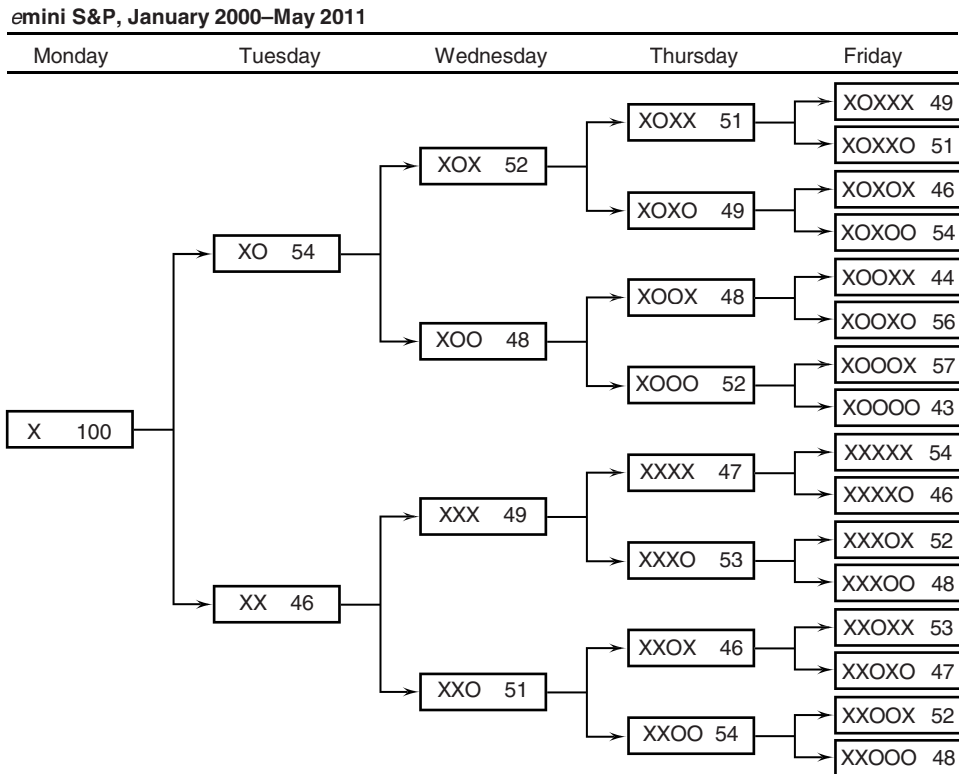 emini S&P, January 2000–May 2011
Monday Tuesday Wednesday Thursday Friday
XOXXX 49
XOXX 51
XOXXO 51
XOX 52
XOXOX 46
XOXO 49
XOXOO 54
XO 54
XOOXX 44
XOOX 48
XOOXO 56
XOO 48
XOOOX 57
XOOO 52
XOOOO 43
X 100
XXXXX 54
XXXX 47
XXXXO 46
XXX 49
XXXOX 52
XXXO 53
XXXOO 48
XX 46
XXOXX 53
XXOX 46
XXOXO 47
XXO 51
XXOOX 52
XXOO 54
XXOOO 48